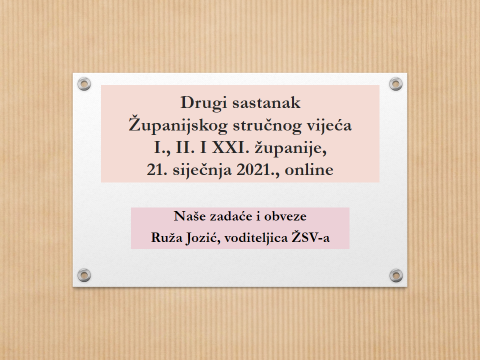 Drugi sastanak
Županijskog stručnog vijeća
I., II. I XXI. županije,
21. siječnja 2021., online
Naše zadaće i obveze
Ruža Jozić, voditeljica ŽSV-a